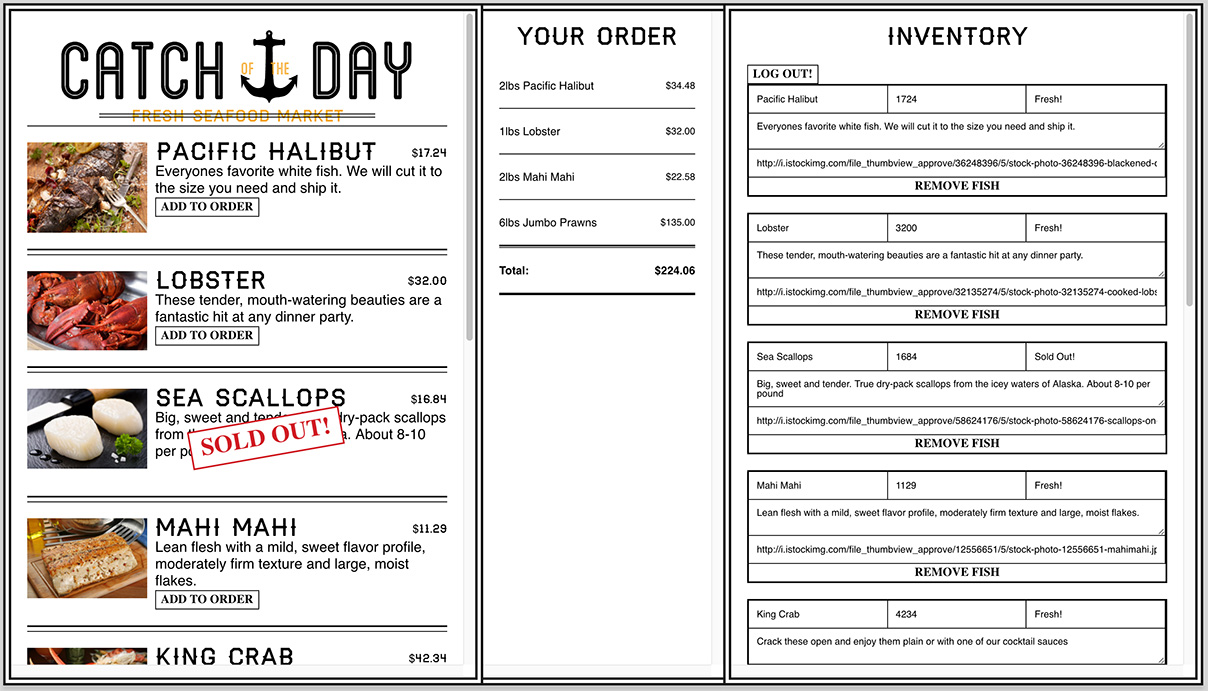 CATCH OF THE DAY
FRESH SEAFOOD MARKET
PACIFIC HALIBUT $17.24
Everyones favorite white fish. We will cut it to
the size you need and ship it.
ADD TO ORDER
LOBSTER $32.00
These tender, mouth-watering beauties are a
fantastic hit at any dinner party.
ADD TO ORDER
SEA SCALLOPS $16.84
Big, sweet and dry-pack scallops
from About 8-10
per
SOLD OUT!
MAHI MAHI $11.29
Lean flesh with a mild, sweet flavor profile,
moderately firm texture and large, moist
flakes.
ADD TO ORDER
KING CRAB $42.34
YOUR ORDER
2lbs Pacific Halibut $34.48
1lbs Lobster $32.00
2lbs Mahi Mahi $22.58
6lbs Jumbo Prawns $135.00
Total: $224.06
INVENTORY
LOG OUT!
Pacific Halibut 1724 Fresh!
Everyones favorite white fish. We will cut it to the size you need and ship it.
http://i.istockimg.com/file_thumbview_approve/36248396/5/stock-photo-36248396-blackened-c
REMOVE FISH
Lobster 3200 Fresh!
These tender, mouth-watering beauties are a fantastic hit at any dinner party.
http://i.istockimg.com/file_thumbview_approve/32135274/5/stock-photo-32135274-cooked-lobs
REMOVE FISH
Sea Scallops 1684 Sold Out!
Big, sweet and tender. True dry-pack scallops from the icey waters of Alaska. About 8-10 per
pound
http://i.istockimg.com/file_thumbview_approve/58624176/5/stock-photo-58624176-scallops-on-
REMOVE FISH
Mahi Mahi 1129 Fresh!
Lean flesh with a mild, sweet flavor profile, moderately firm texture and large, moist flakes.
http://i.istockimg.com/file_thumbview_approve/12556651/5/stock-photo-12556651-mahimahi.jp
REMOVE FISH
King Crab 4234 Fresh!
Crack these open and enjoy them plain or with one of our cocktail sauces